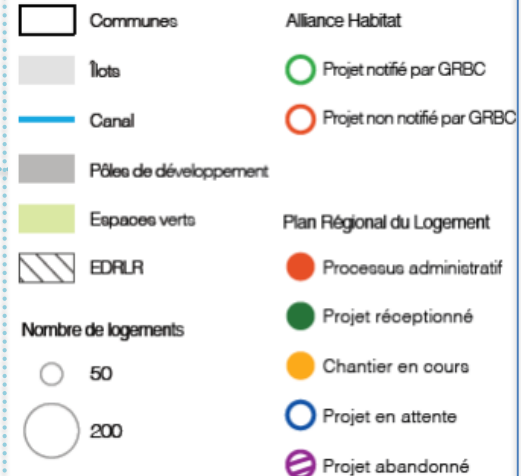 Communes
Îlots
Canal
Pôles de développement
Espaces verts
EDRLR
Nombre de logements
50
200
Alliance Habitat
Projet notifié par GRBC
Projet non notifié par GRBC
Plan Régional du Logement
Processus administratif
Projet réceptionné
Chantier en cours
Projet en attente
Projet abandonné